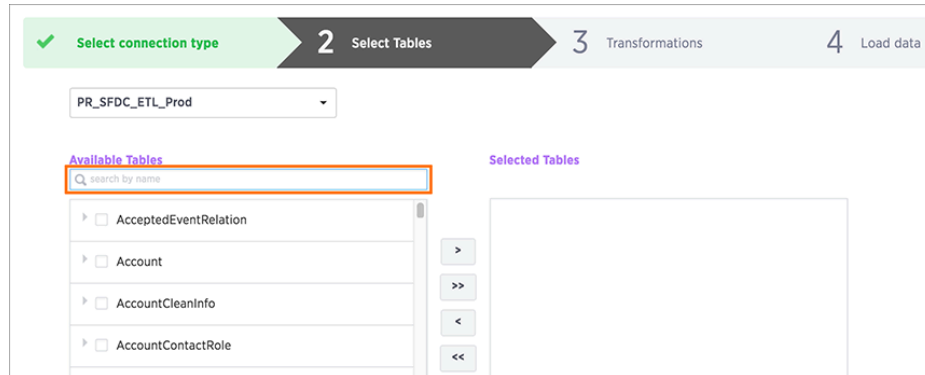 Select connection type
2 Select Tables
3 Transformations
4 Load data
PR_SFDC_ETL_Prod
Available Tables
Selected Tables
search by name
AcceptedEventRelation
Account
AccountCleanInfo
AccountContactRole
>
>>
<
<<